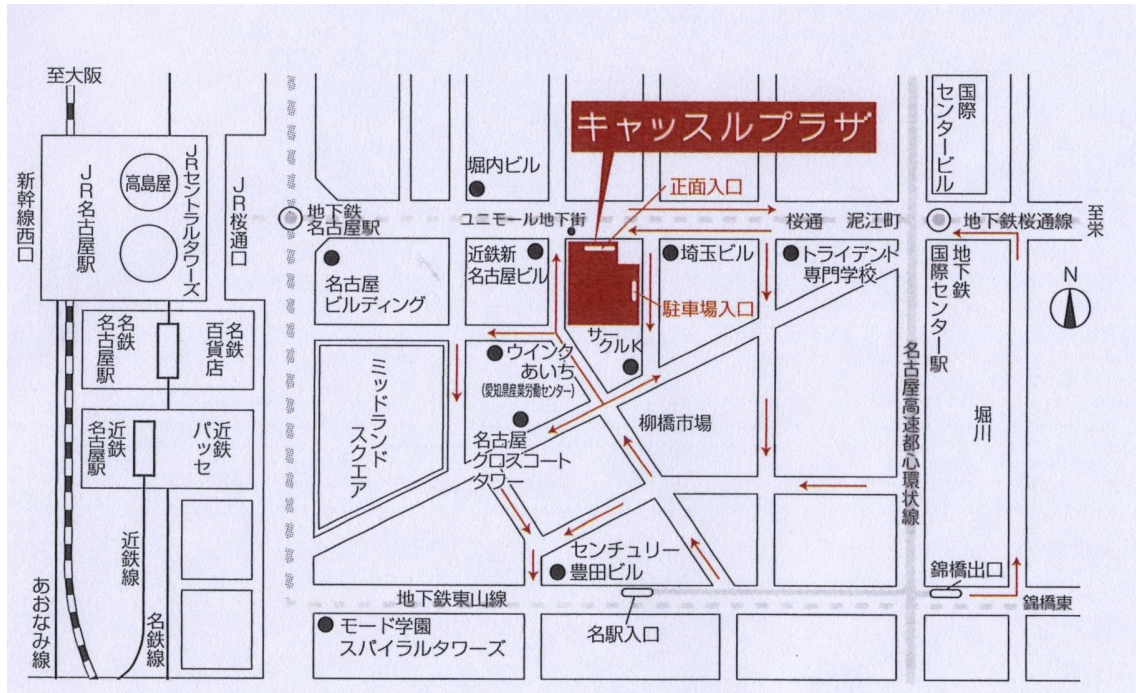 至大阪
新幹線西口
JR名古屋駅
高島屋
JRセントラルタワーズ
JR桜通口
地下鉄
名古屋駅
堀内ビル
キャッスルプラザ
正面入口
ユニモール地下街
桜通
泥江町
地下鉄桜通線
至栄
国際
センタービル
名古屋
ビルディング
近鉄新
名古屋ビル
埼玉ビル
トライデント
専門学校
地下鉄
国際センター駅
N
駐車場入口
サー
クルK
名鉄
名古屋駅
名鉄
百貨店
ウインク
あいち
(愛知県産業労働センター)
ミッドランド
スクエア
名古屋
クロスコート
タワー
柳橋市場
名古屋高速都心環状線
堀川
近鉄
名古屋駅
近鉄
パッセ
近鉄線
名鉄線
あおなみ線
センチュリー
豊田ビル
地下鉄東山線
名駅入口
錦橋出口
錦橋東
モード学園
スパイラルタワーズ